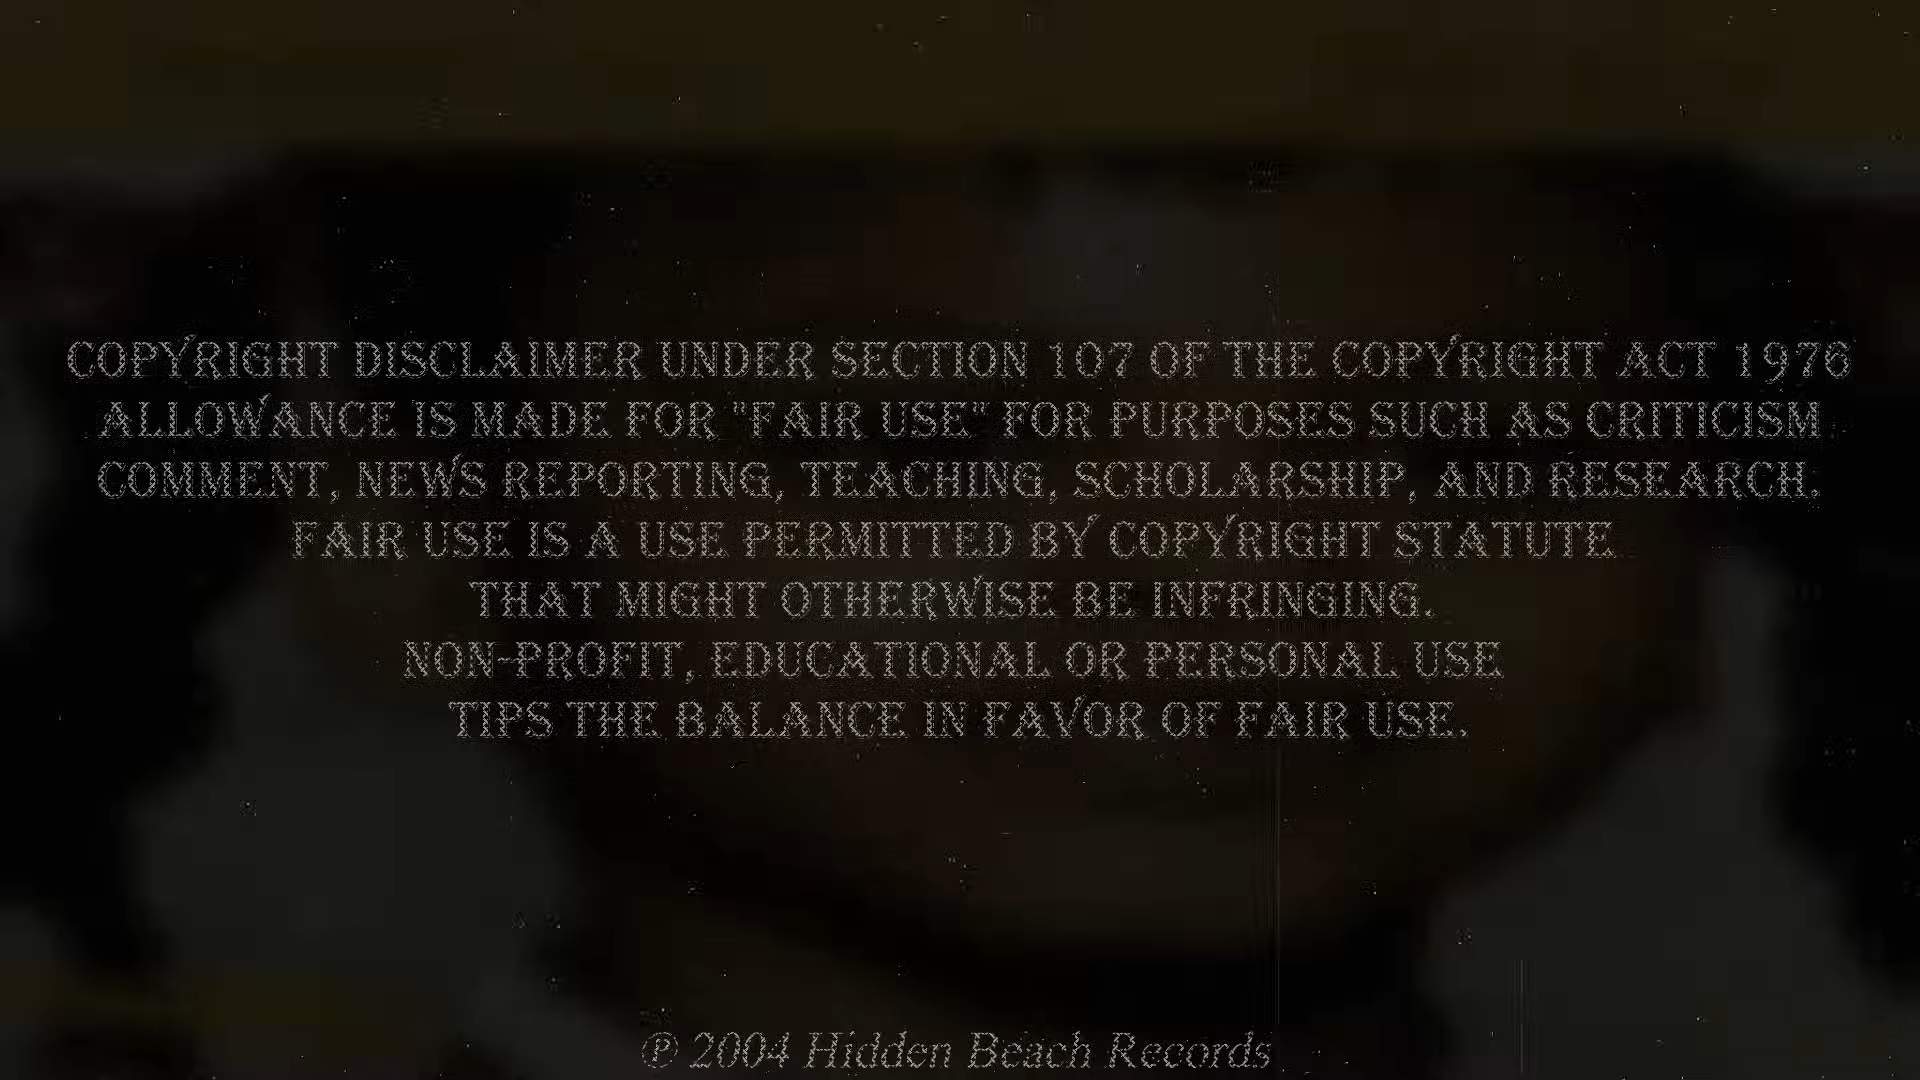 COPYRIGHT DISCLAIMER UNDER SECTION 107 OF THE COPYRIGHT ACT 1976
ALLOWANCE IS MADE FOR "FAIR USE" FOR PURPOSES SUCH AS CRITICISM
COMMENT, NEWS REPORTING, TEACHING, SCHOLARSHIP, AND RESEARCH.
FAIR USE IS A USE PERMITTED BY COPYRIGHT STATUTE
THAT MIGHT OTHERWISE BE INFRINGING.
NON-PROFIT, EDUCATIONAL OR PERSONAL USE
TIPS THE BALANCE IN FAVOR OF FAIR USE.
℗ 2004 Hidden Beach Records